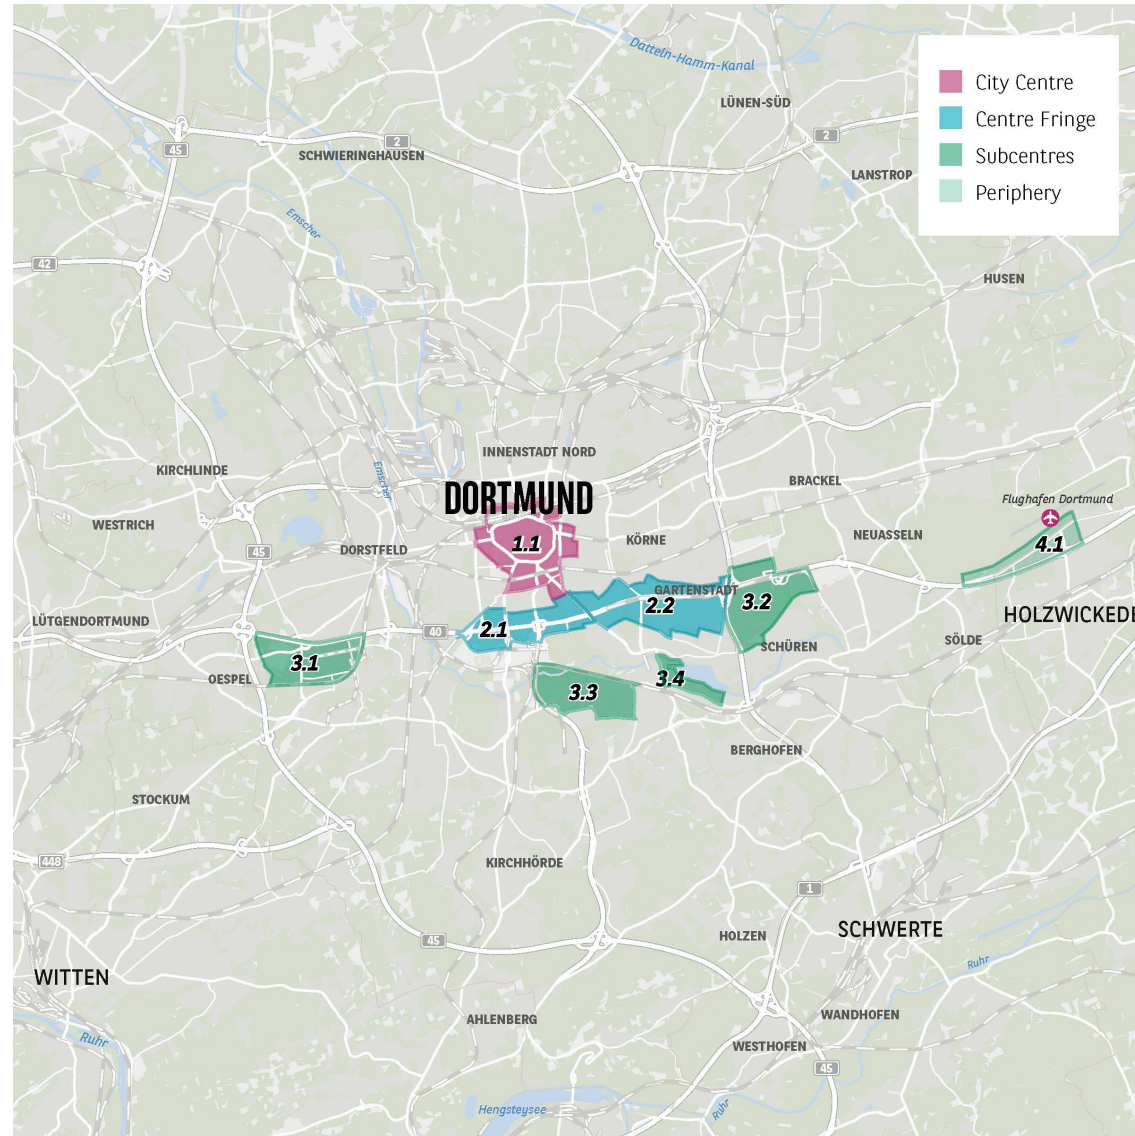 Datteln-Hamm-Kanal
City Centre
Centre Fringe
Subcentres
Periphery
LÜNEN-SÜD
2
45
2
SCHWIERINGHAUSEN
LANSTROP
Emscher
42
HUSEN
INNENSTADT NORD
KIRCHLINDE
Emscher
BRACKEL
DORTMUND
Flughafen Dortmund
WESTRICH
NEUASSELN
KÖRNE
1.1
4.1
45
DORSTFELD
GARTENSTADT
2.2
3.2
HOLZWICKEDE
LÜTGENDORTMUND
40
2.1
SÖLDE
SCHÜREN
3.1
OESPEL
3.4
3.3
BERGHOFEN
STOCKUM
448
KIRCHHÖRDE
1
SCHWERTE
45
HOLZEN
Ruhr
WITTEN
AHLENBERG
WANDHOFEN
Ruhr
WESTHOFEN
45
Hengsteysee
Ruhr